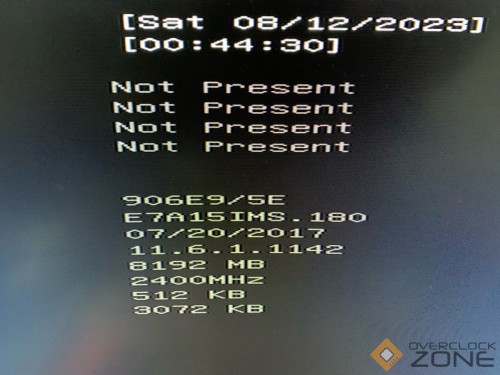 [Sat 08/12/2023]
[00:44:30]
Not Present
Not Present
Not Present
Not Present
906E9/5E
E7A15IMS.180
07/20/2017
11.6.1.1142
8192 MB
2400MHz
512 KB
3072 KB
OVERCLOCK
ZONE